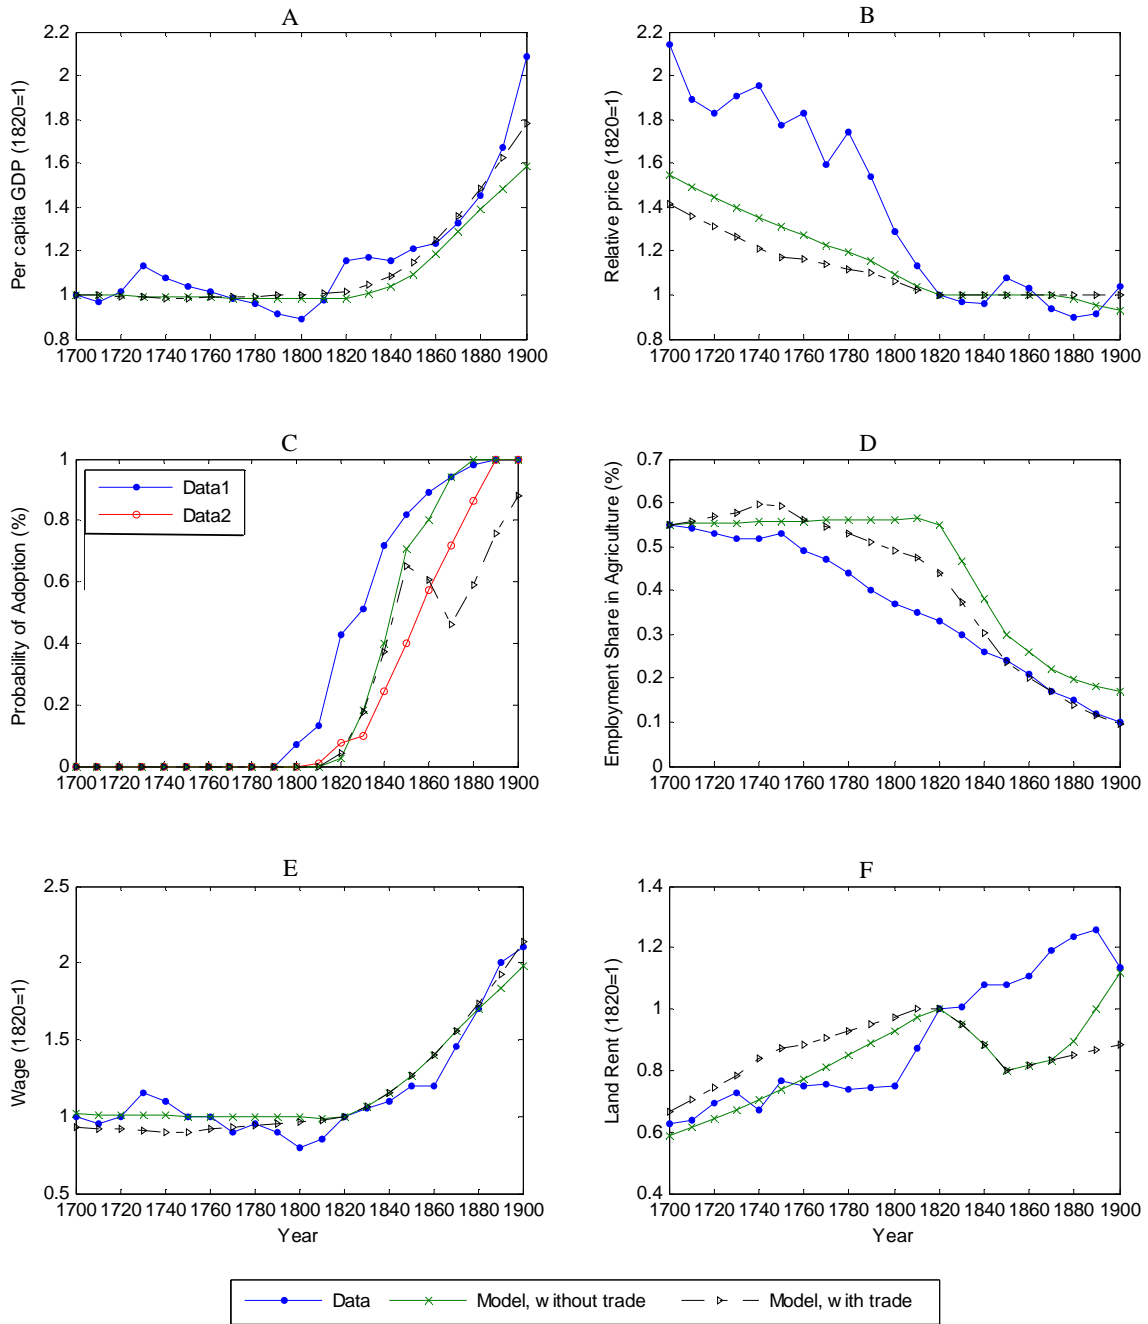 A
B
Per capita GDP (1820=1)
2.2
2
1.8
1.6
1.4
1.2
1
0.8
1700 1720 1740 1760 1780 1800 1820 1840 1860 1880 1900
Relative price (1820=1)
2.2
2
1.8
1.6
1.4
1.2
1
0.8
1700 1720 1740 1760 1780 1800 1820 1840 1860 1880 1900
C
D
Probability of Adoption (%)
1
0.8
0.6
0.4
0.2
0
Data1
Data2
1700 1720 1740 1760 1780 1800 1820 1840 1860 1880 1900
Employment Share in Agriculture (%)
0.7
0.6
0.5
0.4
0.3
0.2
0.1
0
1700 1720 1740 1760 1780 1800 1820 1840 1860 1880 1900
E
F
Wage (1820=1)
2.5
2
1.5
1
0.5
1700 1720 1740 1760 1780 1800 1820 1840 1860 1880 1900
Year
Land Rent (1820=1)
1.4
1.2
1
0.8
0.6
0.4
1700 1720 1740 1760 1780 1800 1820 1840 1860 1880 1900
Year
Data Model, without trade Model, with trade